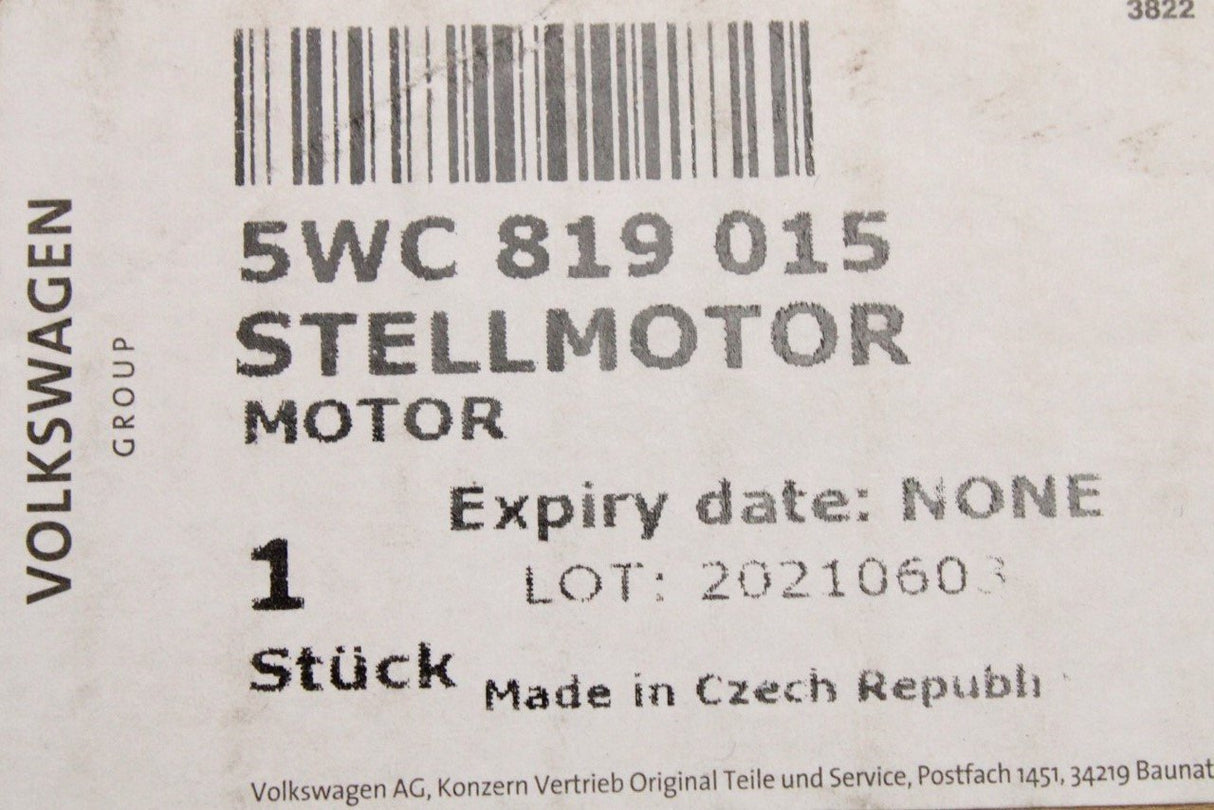 3822
VOLKSWAGEN
GROUP
5WC 819 015
STELLMOTOR
MOTOR
Expiry date: NONE
1
LOT: 20210603
Stück
Made in Czech Republi
Volkswagen AG, Konzern Vertrieb Original Teile und Service, Postfach 1451, 34219 Baunat